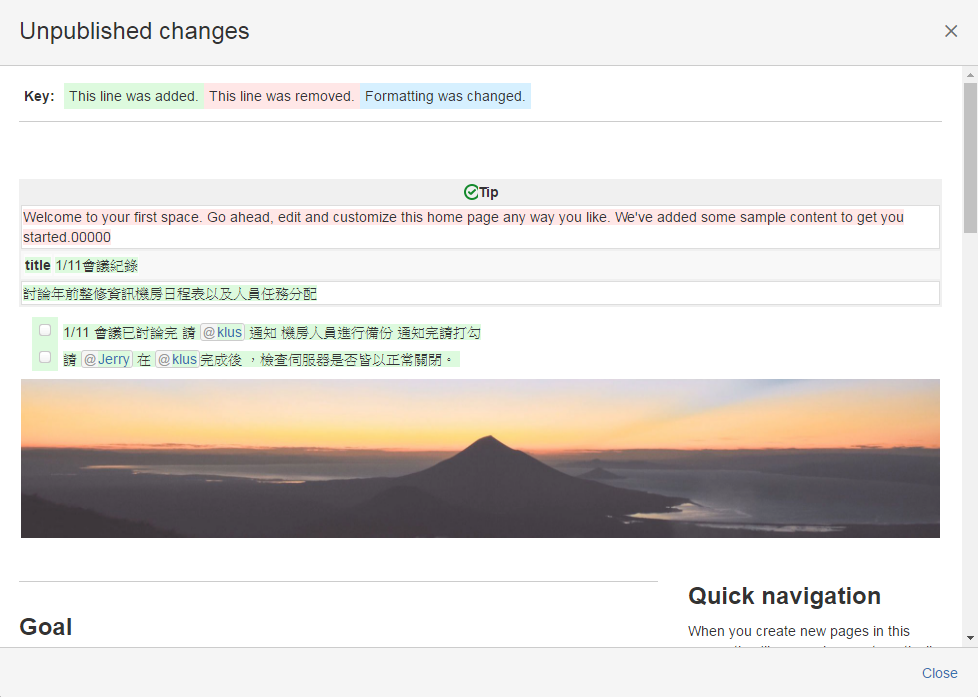 Unpublished changes
Key: This line was added. This line was removed. Formatting was changed.
Tip
Welcome to your first space. Go ahead, edit and customize this home page any way you like. We've added some sample content to get you
started.00000
title 1/11會議紀錄
討論年前整修資訊機房日程表以及人員任務分配
1/11 會議已討論完 請 @klus 通知 機房人員進行備份 通知完請打勾
請 @Jerry 在 @klus完成後 ，檢查伺服器是否皆以正常關閉。
Quick navigation
Goal
When you create new pages in this
Close